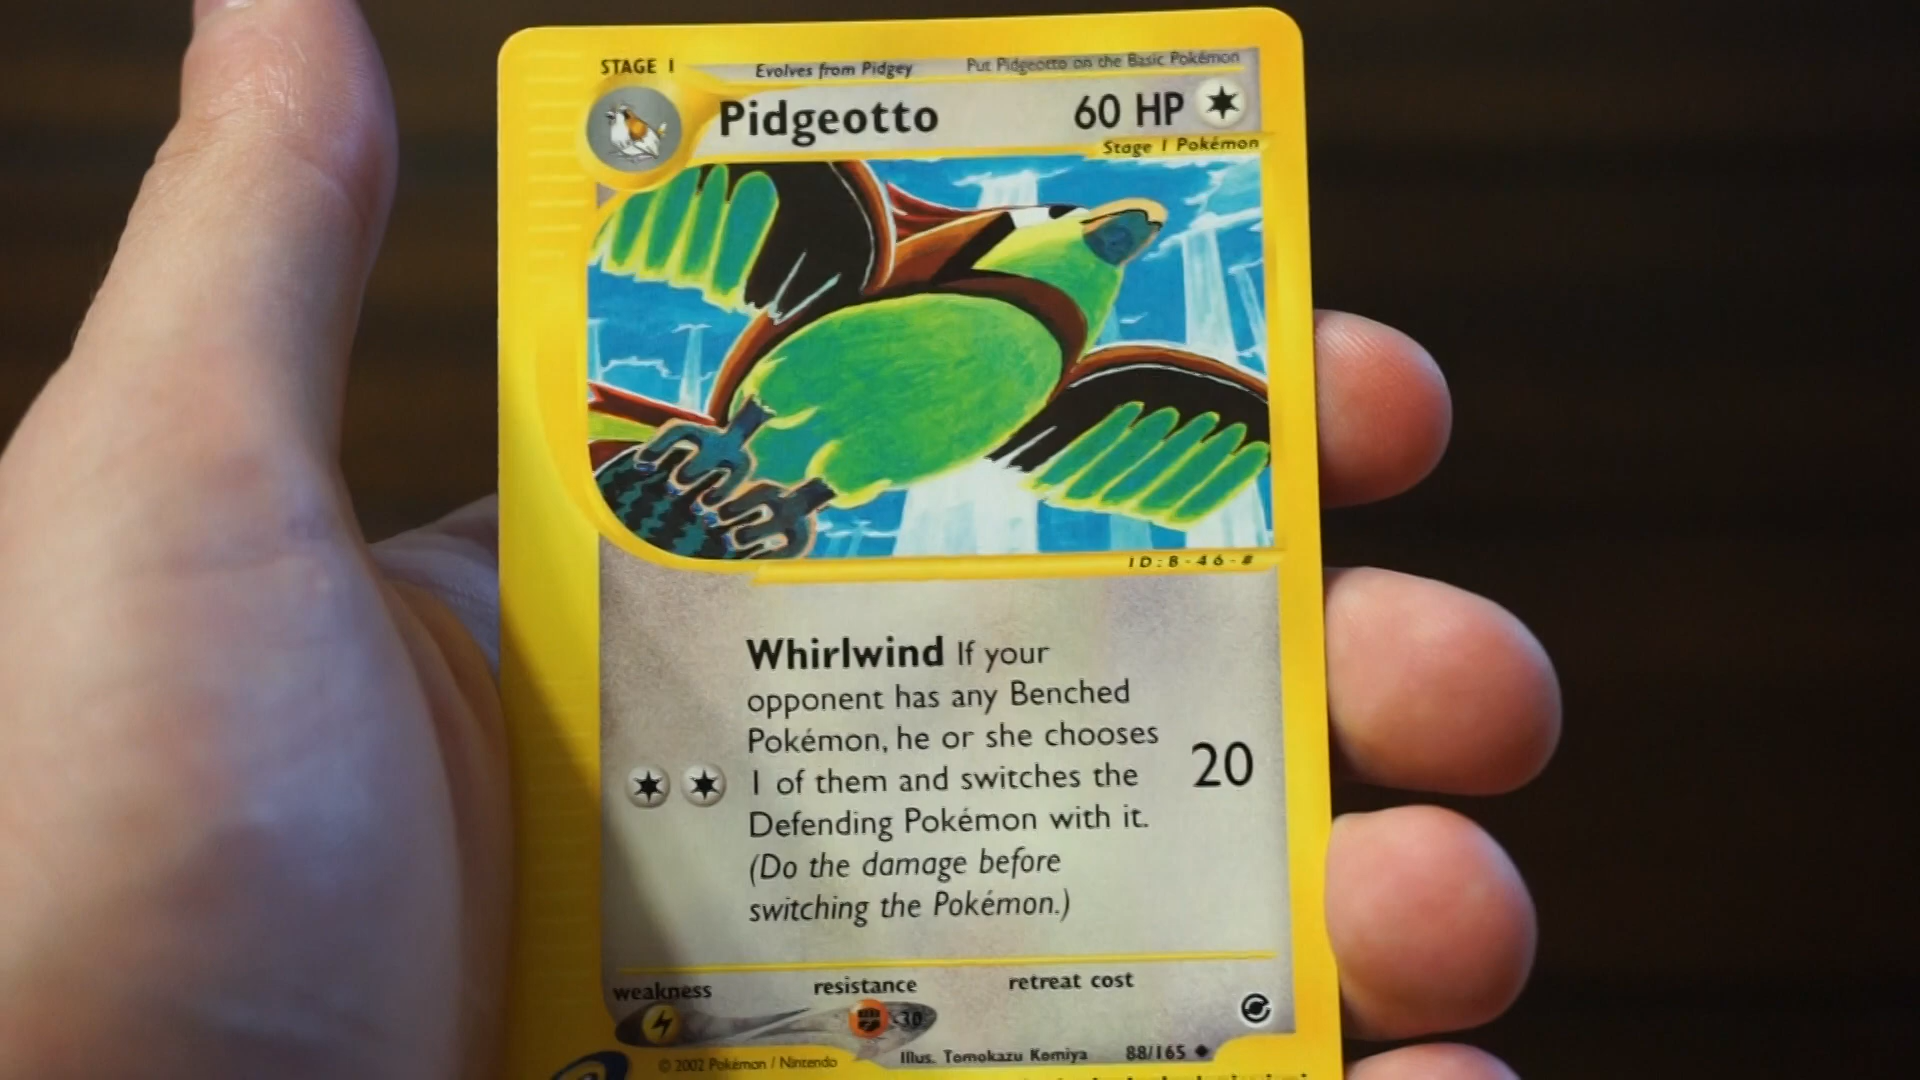 STAGE 1 Evolves from Pidgey Put Pidgeotto on the Basic Pokémon
Pidgeotto 60 HP
Stage 1 Pokémon
ID:B-46-#
Whirlwind If your
opponent has any Benched
Pokémon, he or she chooses
1 of them and switches the
Defending Pokémon with it.
(Do the damage before
switching the Pokémon.)
20
weakness resistance retreat cost
-30
© 2002 Pokémon / Nintendo Illus. Tomokazu Komiya 88/165